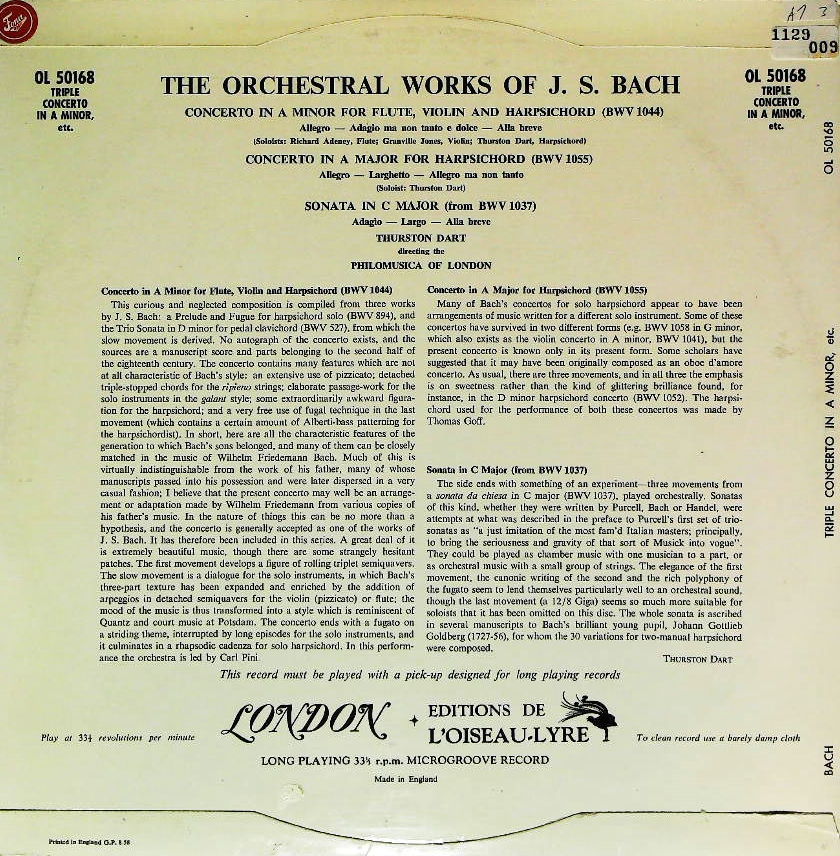 Fona
A1 3
1129
009
OL 50168
TRIPLE
CONCERTO
IN A MINOR,
etc.
THE ORCHESTRAL WORKS OF J. S. BACH
CONCERTO IN A MINOR FOR FLUTE, VIOLIN AND HARPSICHORD (BWV 1044)
Allegro — Adagio ma non tanto e dolce — Alla breve
(Soloists: Richard Adeney, Flute; Granville Jones, Violin; Thurston Dart, Harpsichord)
CONCERTO IN A MAJOR FOR HARPSICHORD (BWV 1055)
Allegro — Larghetto — Allegro ma non tanto
(Soloist: Thurston Dart)
SONATA IN C MAJOR (from BWV 1037)
Adagio — Largo — Alla breve
THURSTON DART
directing the
PHILOMUSICA OF LONDON
OL 50168
TRIPLE
CONCERTO
IN A MINOR,
etc.
Concerto in A Minor for Flute, Violin and Harpsichord (BWV 1044)
This curious and neglected composition is compiled from three works
by J. S. Bach: a Prelude and Fugue for harpsichord solo (BWV 894), and
the Trio Sonata in D minor for pedal clavichord (BWV 527), from which the
slow movement is derived. No autograph of the concerto exists, and the
sources are a manuscript score and parts belonging to the second half of
the eighteenth century. The concerto contains many features which are not
at all characteristic of Bach's style: an extensive use of pizzicato; detached
triple-stopped chords for the ripieno strings; elaborate passage-work for the
solo instruments in the galant style; some extraordinarily awkward figura-
tion for the harpsichord; and a very free use of fugal technique in the last
movement (which contains a certain amount of Alberti-bass patterning for
the harpsichordist). In short, here are all the characteristic features of the
generation to which Bach's sons belonged, and many of them can be closely
matched in the music of Wilhelm Friedemann Bach. Much of this is
virtually indistinguishable from the work of his father, many of whose
manuscripts passed into his possession and were later dispersed in a very
casual fashion; I believe that the present concerto may well be an arrange-
ment or adaptation made by Wilhelm Friedemann from various copies of
his father's music. In the nature of things this can be no more than a
hypothesis, and the concerto is generally accepted as one of the works of
J. S. Bach. It has therefore been included in this series. A great deal of it
is extremely beautiful music, though there are some strangely hesitant
patches. The first movement develops a figure of rolling triplet semiquavers.
The slow movement is a dialogue for the solo instruments, in which Bach's
three-part texture has been expanded and enriched by the addition of
arpeggios in detached semiquavers for the violin (pizzicato) or flute; the
mood of the music is thus transformed into a style which is reminiscent of
Quantz and court music at Potsdam. The concerto ends with a fugato on
a striding theme, interrupted by long episodes for the solo instruments, and
it culminates in a rhapsodic cadenza for solo harpsichord. In this perform-
ance the orchestra is led by Carl Pini.
Concerto in A Major for Harpsichord (BWV 1055)
Many of Bach's concertos for solo harpsichord appear to have been
arrangements of music written for a different solo instrument. Some of these
concertos have survived in two different forms (e.g. BWV 1058 in G minor,
which also exists as the violin concerto in A minor, BWV 1041), but the
present concerto is known only in its present form. Some scholars have
suggested that it may have been originally composed as an oboe d'amore
concerto. As usual, there are three movements, and in all three the emphasis
is on sweetness rather than the kind of glittering brilliance found, for
instance, in the D minor harpsichord concerto (BWV 1052). The harpsi-
chord used for the performance of both these concertos was made by
Thomas Goff.
Sonata in C Major (from BWV 1037)
The side ends with something of an experiment—three movements from
a sonata da chiesa in C major (BWV 1037), played orchestrally. Sonatas
of this kind, whether they were written by Purcell, Bach or Handel, were
attempts at what was described in the preface to Purcell's first set of trio-
sonatas as "a just imitation of the most fam'd Italian masters; principally,
to bring the seriousness and gravity of that sort of Musick into vogue".
They could be played as chamber music with one musician to a part, or
as orchestral music with a small group of strings. The elegance of the first
movement, the canonic writing of the second and the rich polyphony of
the fugato seem to lend themselves particularly well to an orchestral sound,
though the last movement (a 12/8 Giga) seems so much more suitable for
soloists that it has been omitted on this disc. The whole sonata is ascribed
in several manuscripts to Bach's brilliant young pupil, Johann Gottlieb
Goldberg (1727-56), for whom the 30 variations for two-manual harpsichord
were composed.
THURSTON DART
This record must be played with a pick-up designed for long playing records
Play at 33⅓ revolutions per minute
LONDON
EDITIONS DE
L'OISEAU-LYRE
To clean record use a barely damp cloth
LONG PLAYING 33⅓ r.p.m. MICROGROOVE RECORD
Made in England
Printed in England G.P. 8.58
OL 50168
TRIPLE CONCERTO IN A MINOR, etc.
BACH